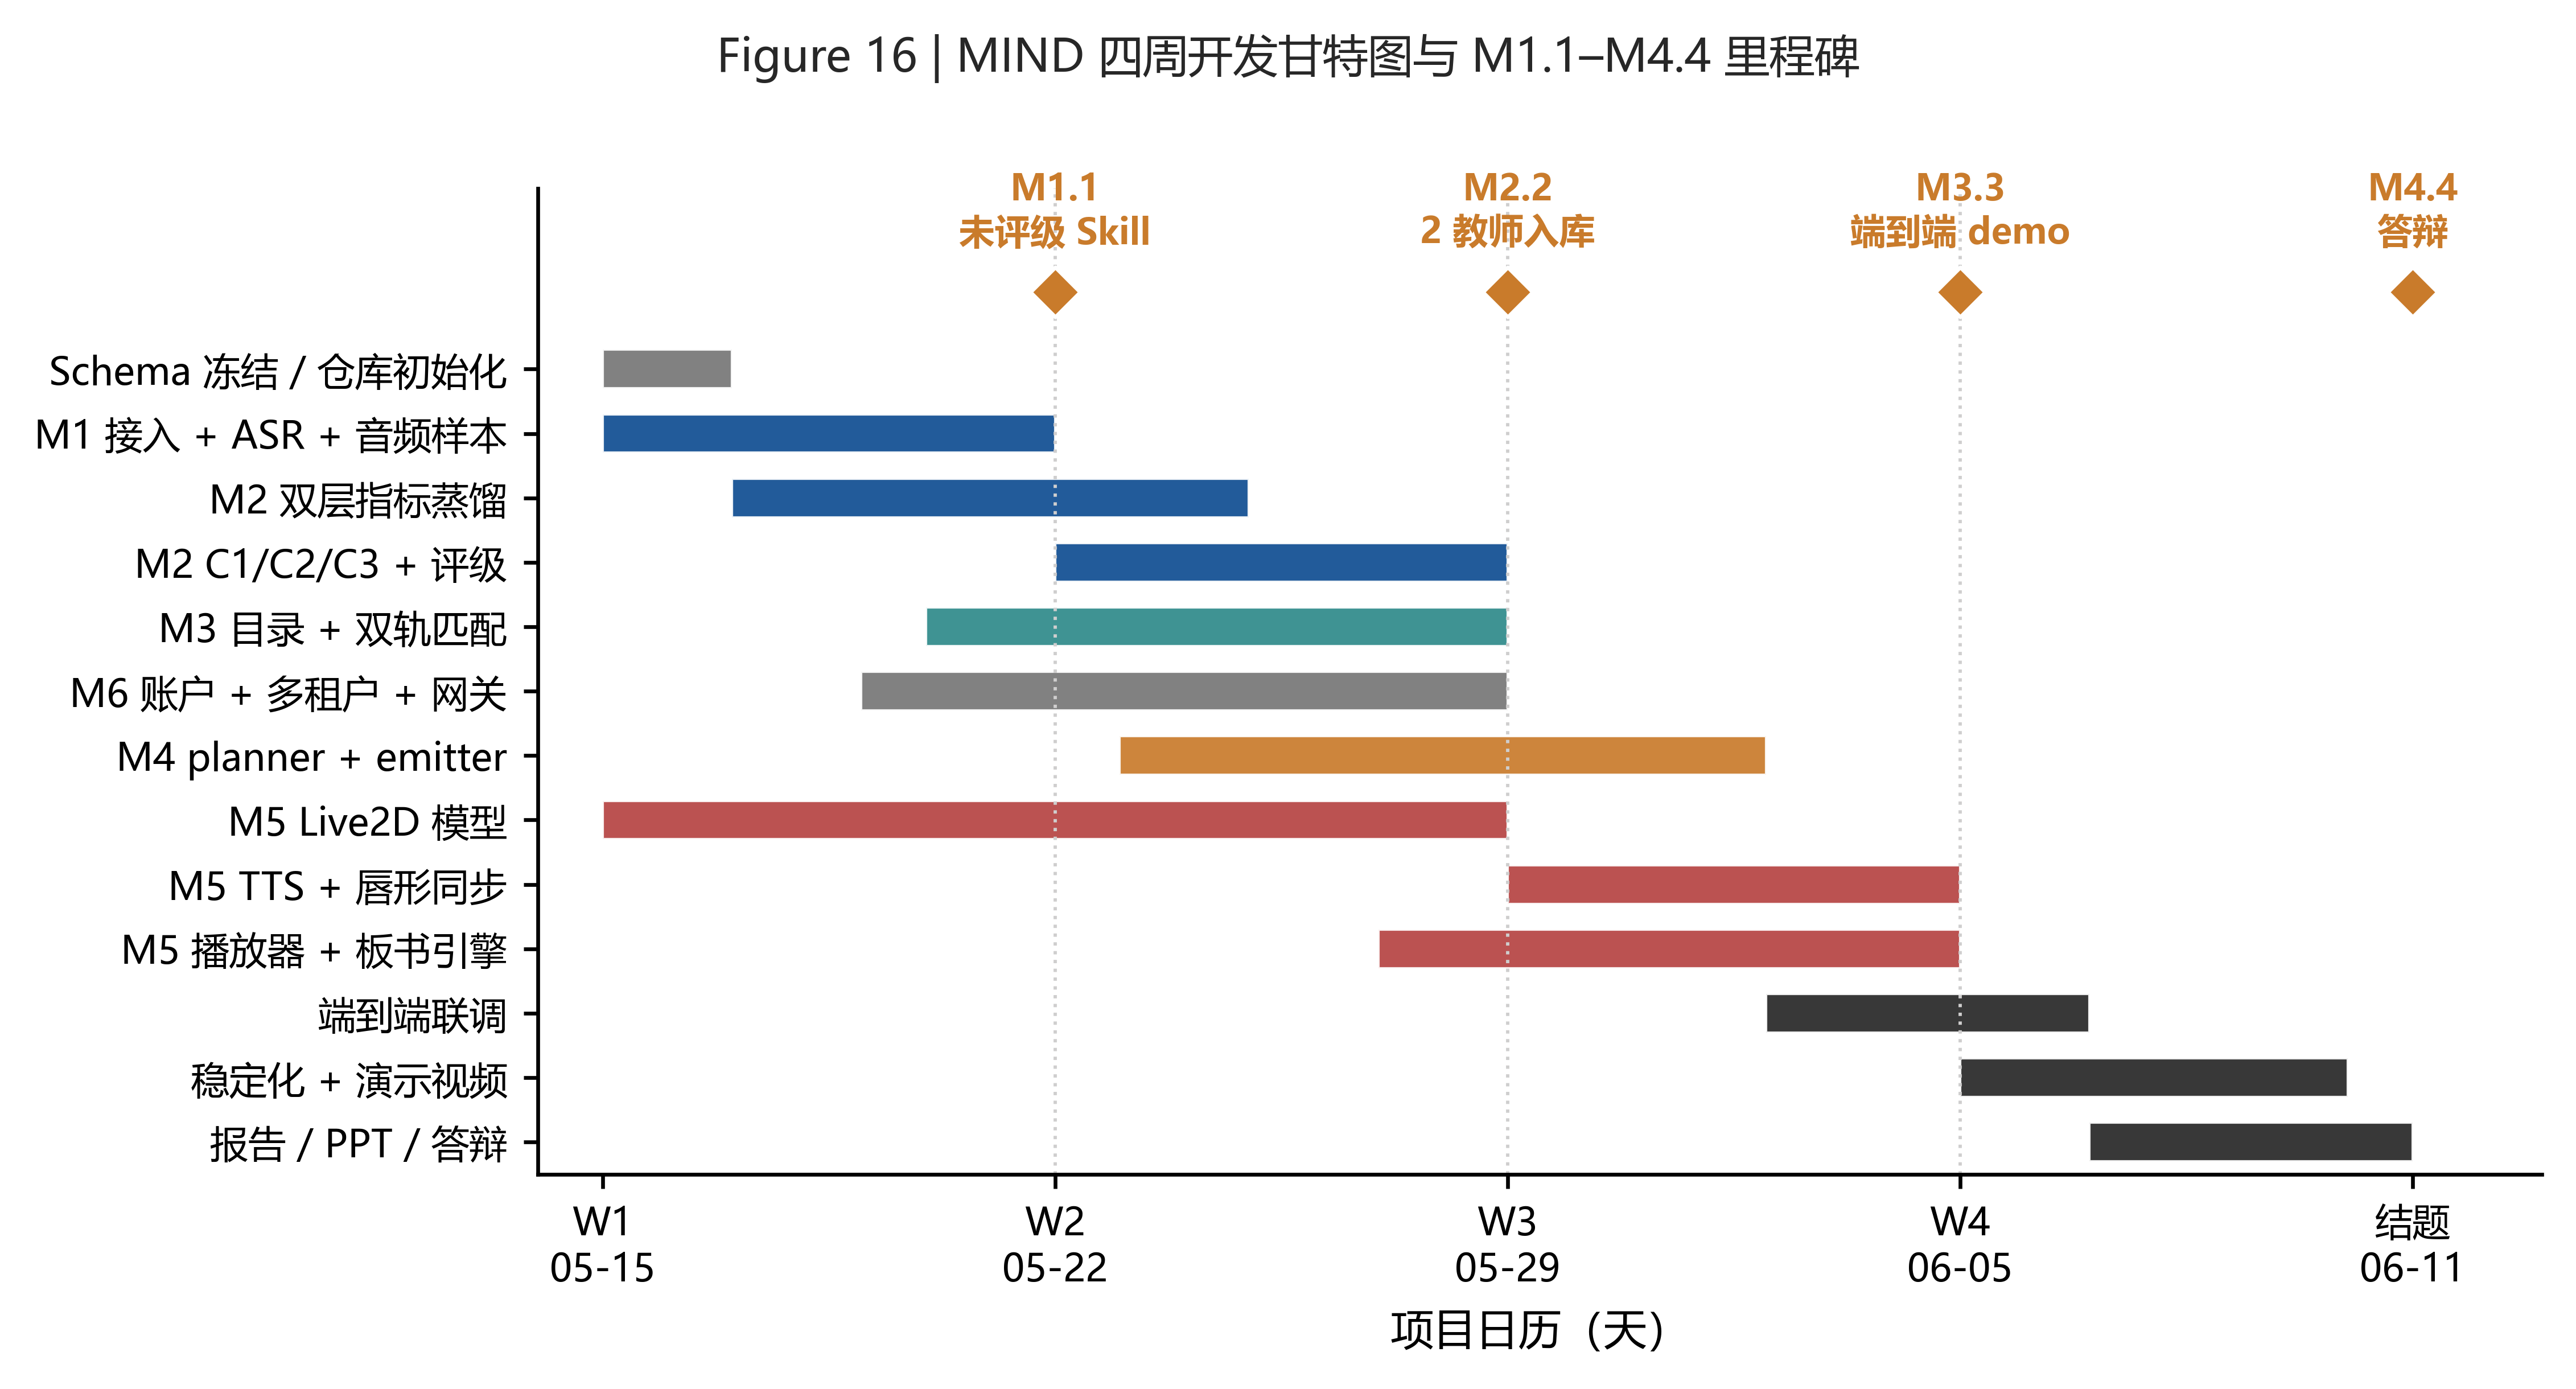 Figure 16 | MIND 四周开发甘特图与 M1.1–M4.4 里程碑
M1.1
未评级 Skill
M2.2
2 教师入库
M3.3
端到端 demo
M4.4
答辩
Schema 冻结 / 仓库初始化
M1 接入 + ASR + 音频样本
M2 双层指标蒸馏
M2 C1/C2/C3 + 评级
M3 目录 + 双轨匹配
M6 账户 + 多租户 + 网关
M4 planner + emitter
M5 Live2D 模型
M5 TTS + 唇形同步
M5 播放器 + 板书引擎
端到端联调
稳定化 + 演示视频
报告 / PPT / 答辩
W1
05-15
W2
05-22
W3
05-29
W4
06-05
结题
06-11
项目日历（天）